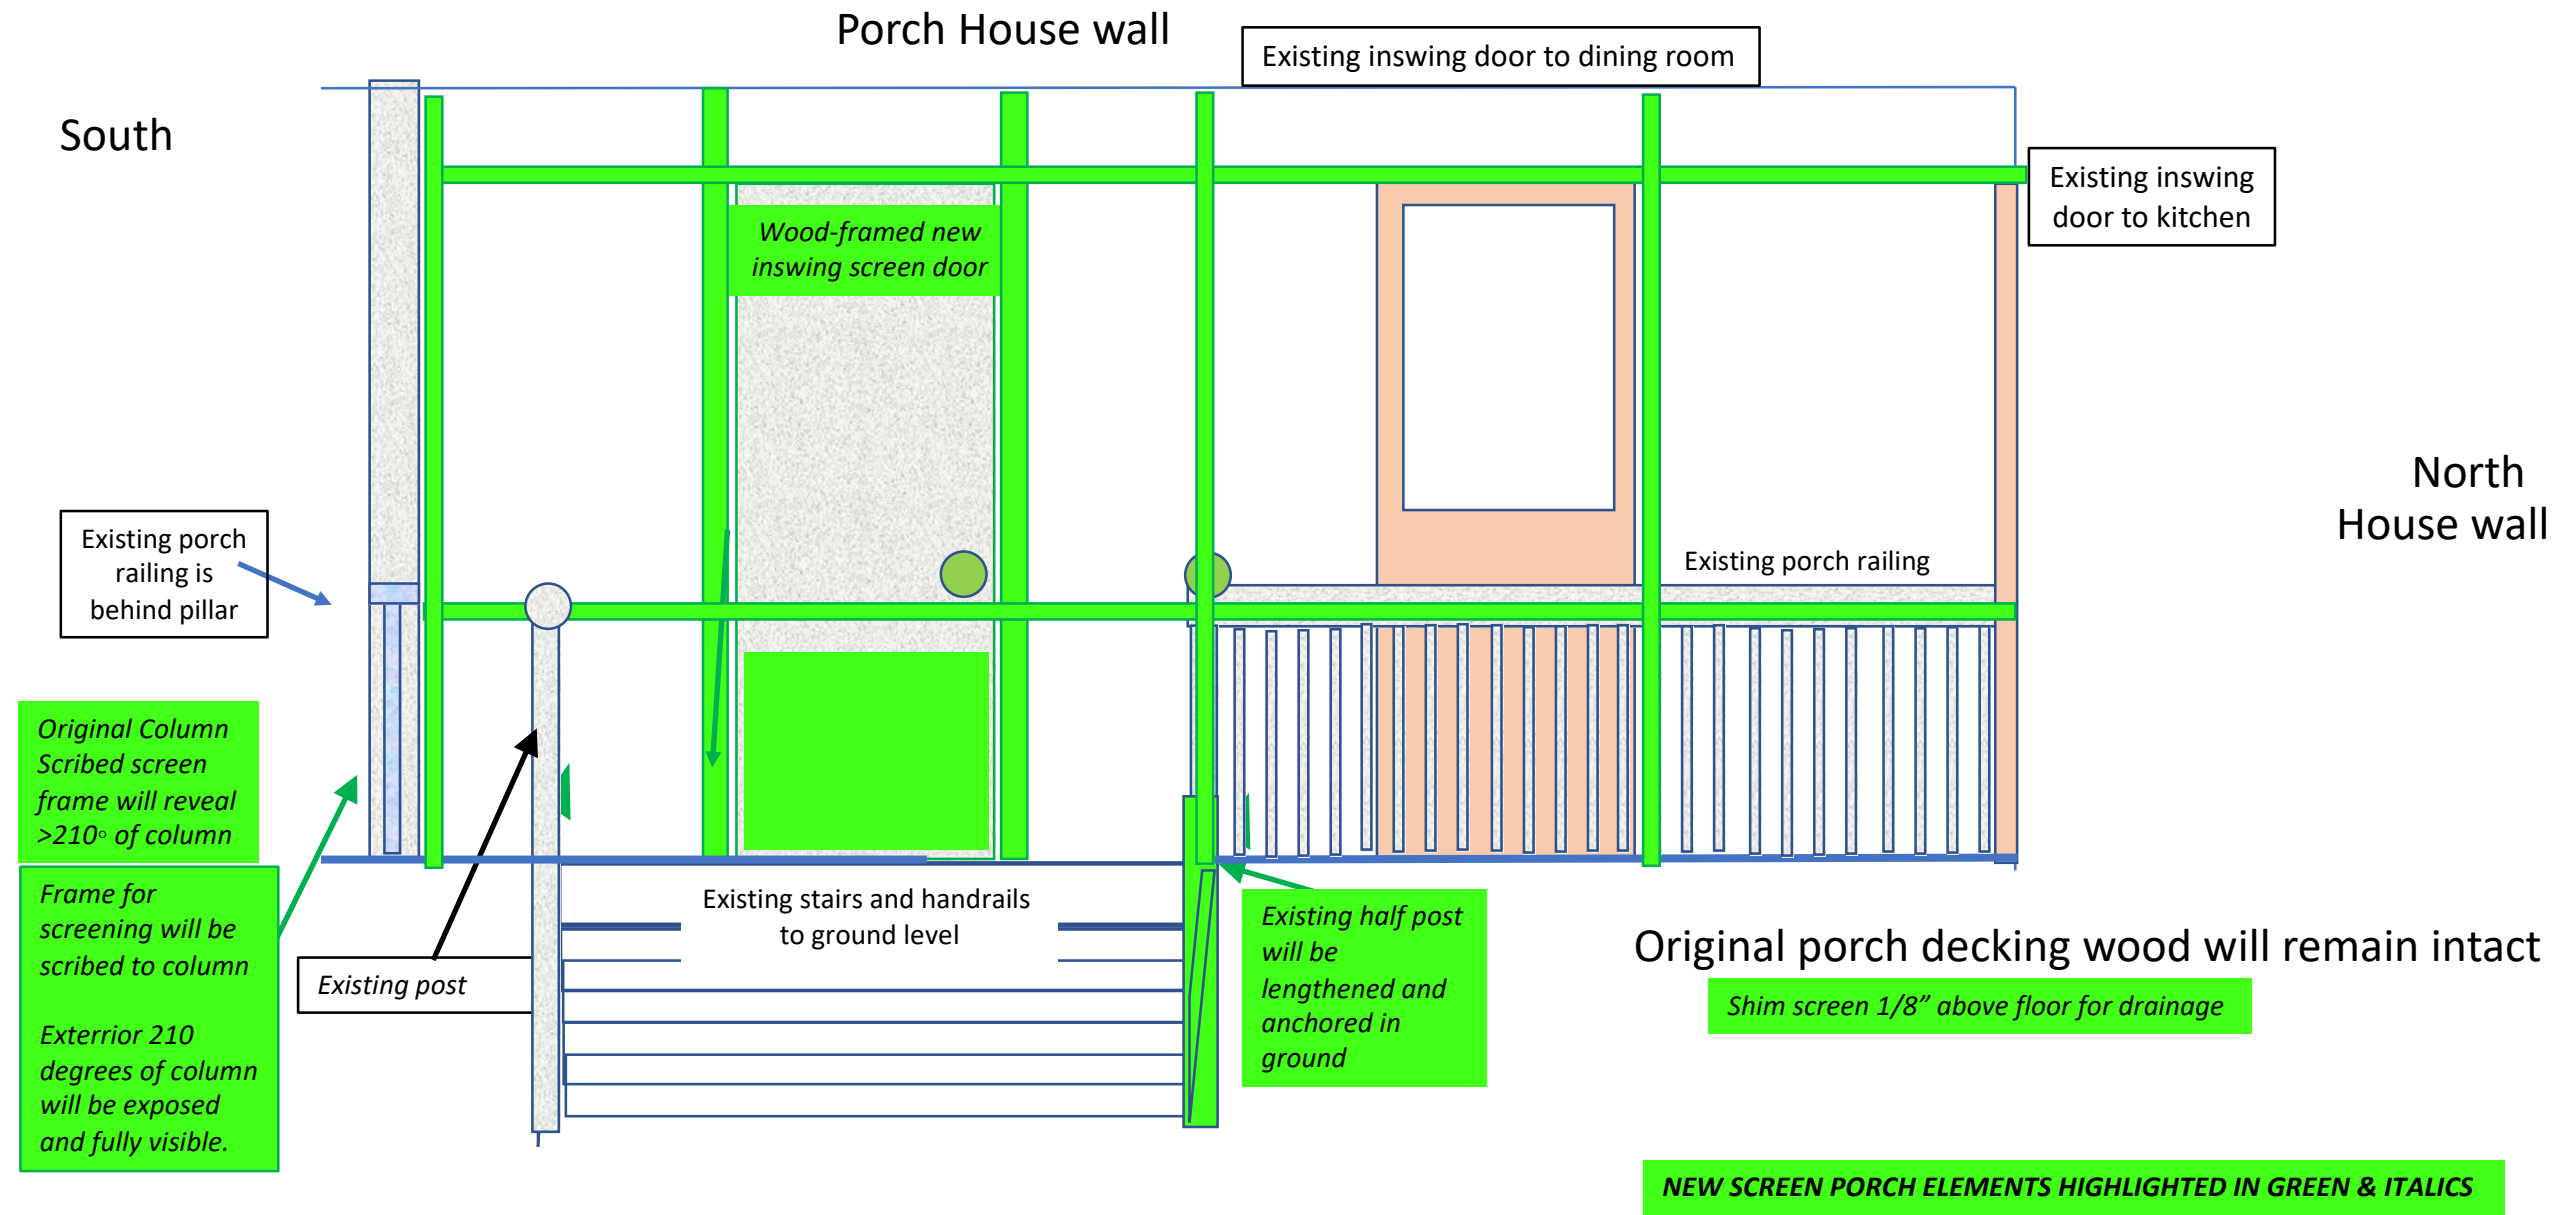 Porch House wall
Existing inswing door to dining room
South
Existing inswing
door to kitchen
Wood-framed new
inswing screen door
North
House wall
Existing porch
railing is
behind pillar
Existing porch railing
Original Column
Scribed screen
frame will reveal
>210◦ of column
Frame for
screening will be
scribed to column
Exterrior 210
degrees of column
will be exposed
and fully visible.
Existing post
Existing stairs and handrails
to ground level
Existing half post
will be
lengthened and
anchored in
ground
Original porch decking wood will remain intact
Shim screen 1/8” above floor for drainage
NEW SCREEN PORCH ELEMENTS HIGHLIGHTED IN GREEN & ITALICS